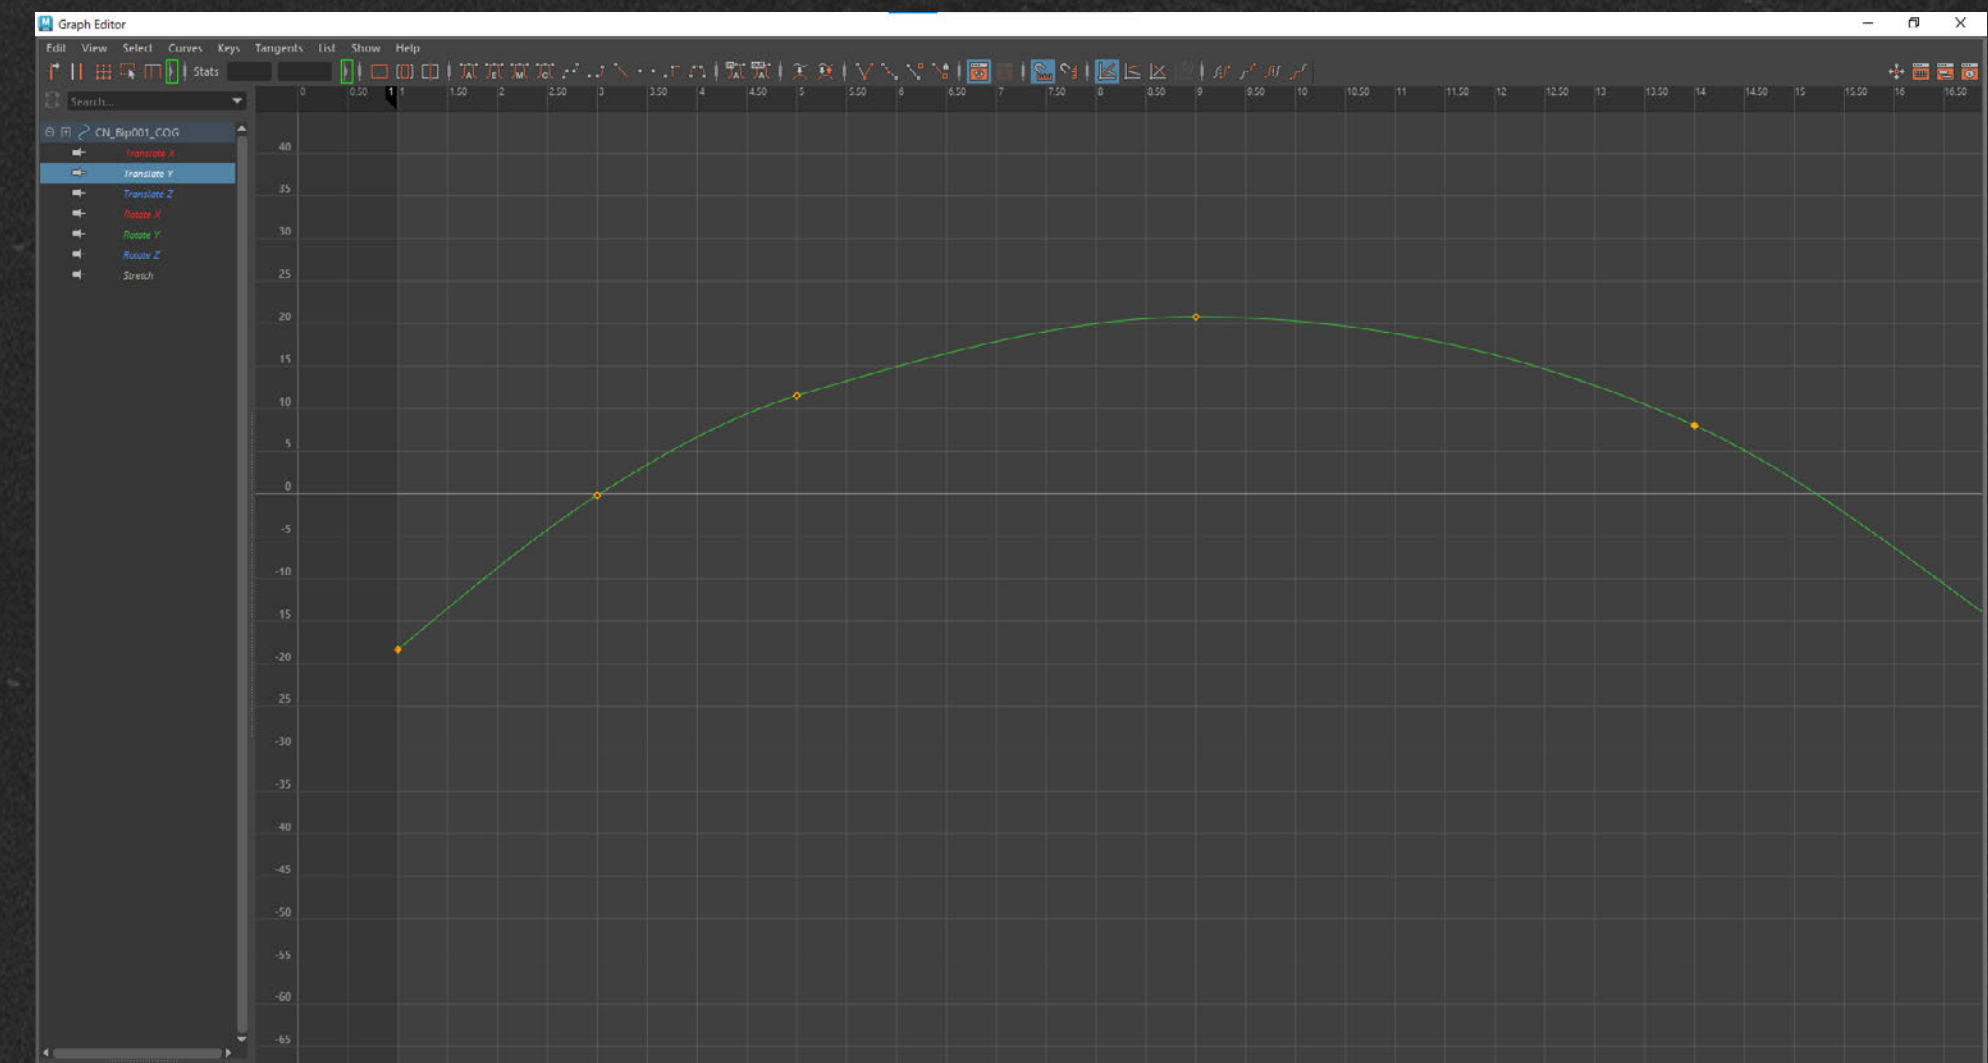 Graph Editor
Edit View Select Curves Keys Tangents List Show Help
Stats
Search...
0 0.50 1 1 1.50 2 2.50 3 3.50 4 4.50 5 5.50 6 6.50 7 7.50 8 8.50 9 9.50 10 10.50 11 11.50 12 12.50 13 13.50 14 14.50 15 15.50 16 16.50
CN_Bip001_COG
Translate X
Translate Y
Translate Z
Rotate X
Rotate Y
Rotate Z
Stretch
40
35
30
25
20
15
10
5
0
-5
-10
-15
-20
-25
-30
-35
-40
-45
-50
-55
-60
-65